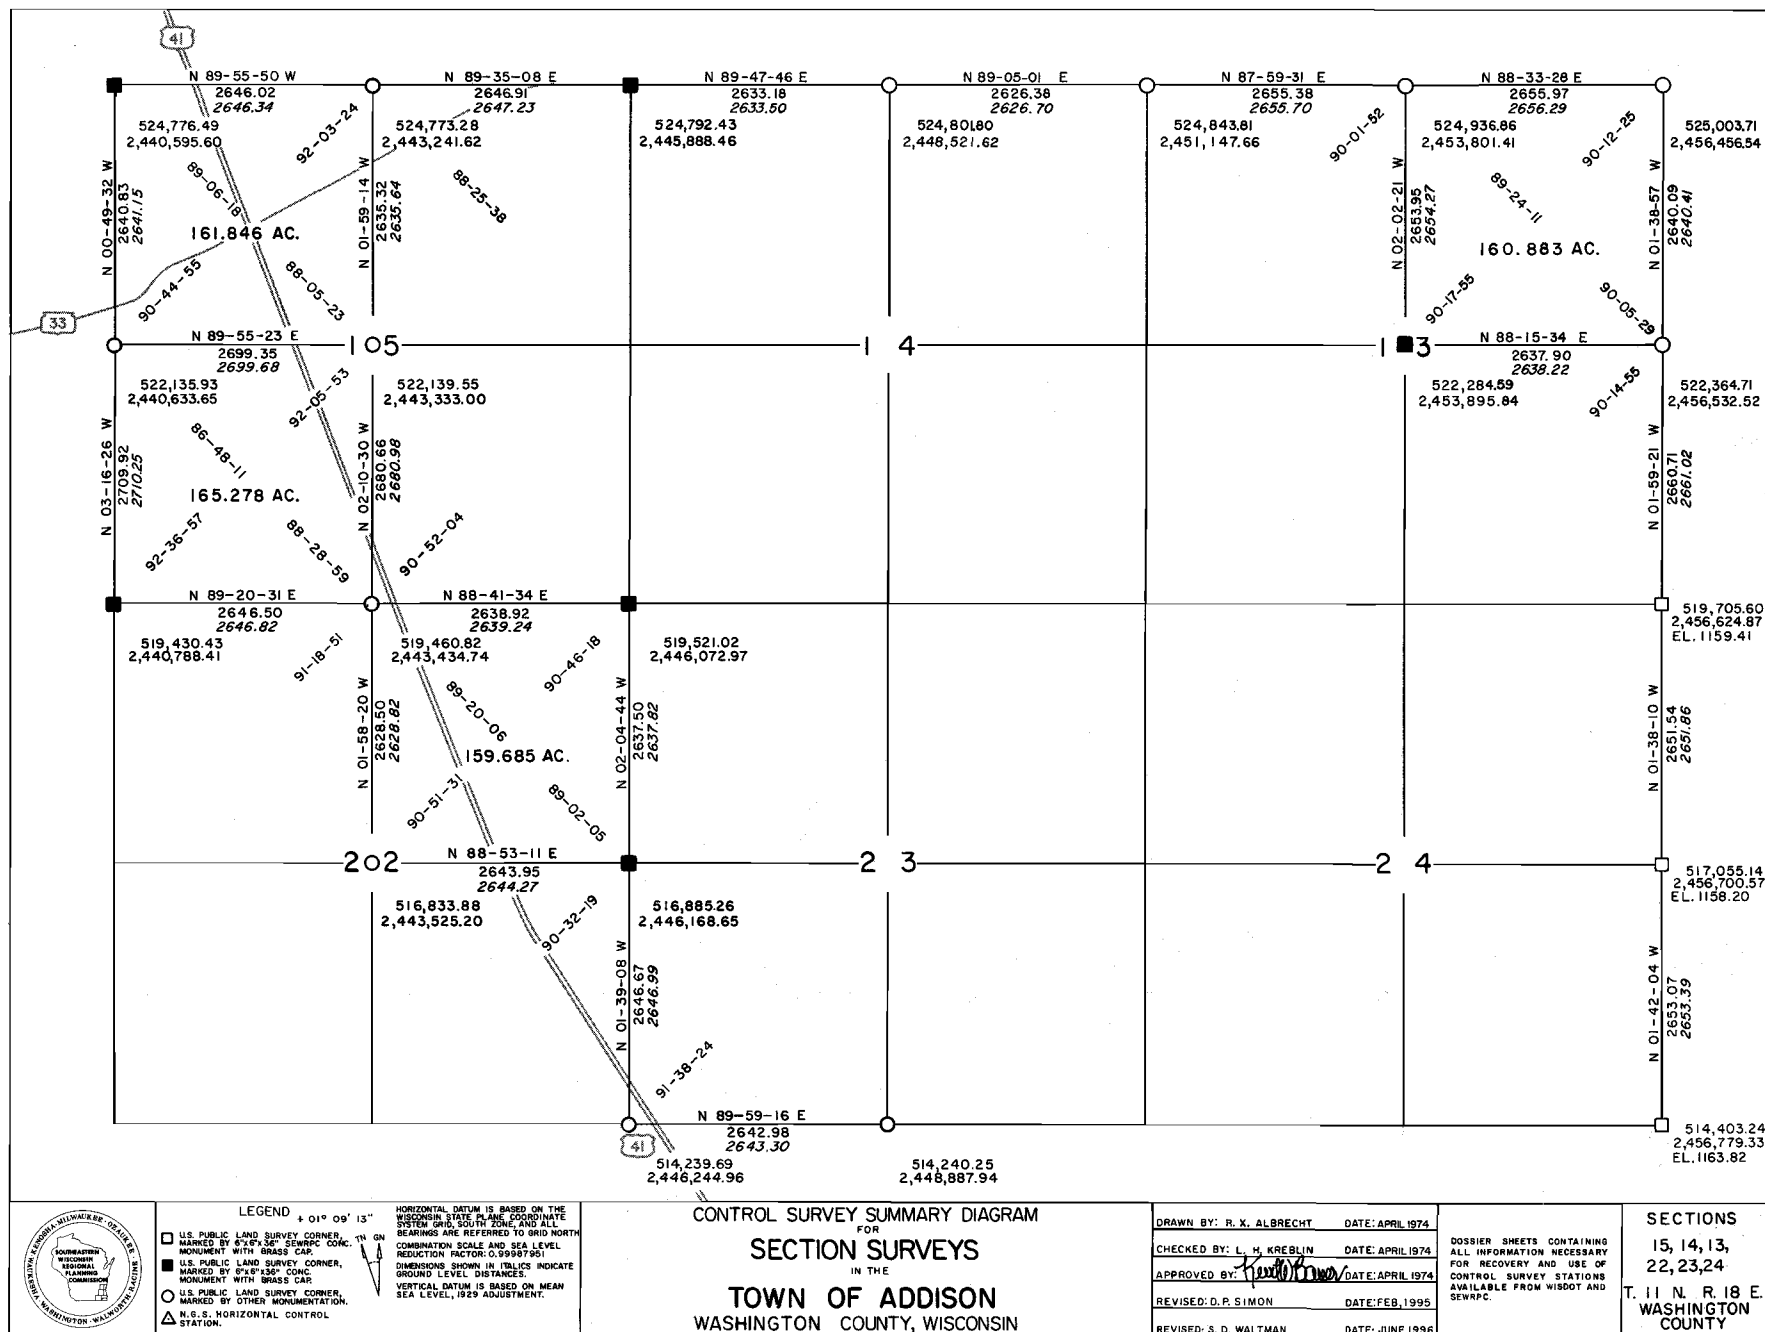 41
N 89-55-50 W
2646.02
2646.34
N 89-35-08 E
2646.91
2647.23
N 89-47-46 E
2633.18
2633.50
N 89-05-01 E
2626.38
2626.70
N 87-59-31 E
2655.38
2655.70
N 88-33-28 E
2655.97
2656.29
524,776.49
2,440,595.60
92-03-24
524,773.28
2,443,241.62
524,792.43
2,445,888.46
524,801.80
2,448,521.62
524,843.81
2,451,147.66
90-01-52
524,936.86
2,453,801.41
90-12-25
525,003.71
2,456,456.54
N 00-49-32 W
2640.83
2641.15
89-06-18
N 01-59-14 W
2635.32
2635.64
88-25-38
N 02-02-21 W
2653.95
2654.27
89-24-11
N 01-38-57 W
2640.09
2640.41
161.846 AC.
160.883 AC.
90-44-55
88-05-23
90-17-55
90-05-29
33
N 89-55-23 E
2699.35
2699.68
15
14
13
N 88-15-34 E
2637.90
2638.22
522,135.93
2,440,633.65
92-05-53
522,139.55
2,443,333.00
522,284.59
2,453,895.84
90-14-55
522,364.71
2,456,532.52
N 03-16-26 W
2709.92
2710.25
86-48-11
N 02-10-30 W
2680.66
2680.98
N 01-59-21 W
2660.71
2661.02
165.278 AC.
92-36-57
88-28-59
90-52-04
N 89-20-31 E
2646.50
2646.82
N 88-41-34 E
2638.92
2639.24
519,430.43
2,440,788.41
91-18-51
519,460.82
2,443,434.74
90-46-18
519,521.02
2,446,072.97
519,705.60
2,456,624.87
EL. 1159.41
N 01-58-20 W
2628.50
2628.82
89-20-06
N 02-04-44 W
2637.50
2637.82
N 01-38-10 W
2651.54
2651.86
159.685 AC.
90-51-31
89-02-05
22
N 88-53-11 E
2643.95
2644.27
23
24
516,833.88
2,443,525.20
90-32-19
516,885.26
2,446,168.65
517,055.14
2,456,700.57
EL. 1158.20
N 01-39-08 W
2646.67
2646.99
N 01-42-04 W
2653.07
2653.39
91-38-24
N 89-59-16 E
2642.98
2643.30
41
514,239.69
2,446,244.96
514,240.25
2,448,887.94
514,403.24
2,456,779.33
EL. 1163.82
KENOSHA·MILWAUKEE·OZAUKEE
WAUKESHA·WASHINGTON·WALWORTH·RACINE
SOUTHEASTERN
WISCONSIN
REGIONAL
PLANNING
COMMISSION
LEGEND
+ 01° 09' 13"
TN GN
U.S. PUBLIC LAND SURVEY CORNER,
MARKED BY 6"x6"x36" SEWRPC CONC.
MONUMENT WITH BRASS CAP.
U.S. PUBLIC LAND SURVEY CORNER,
MARKED BY 6"x6"x36" CONC.
MONUMENT WITH BRASS CAP.
U.S. PUBLIC LAND SURVEY CORNER,
MARKED BY OTHER MONUMENTATION.
N.G.S. HORIZONTAL CONTROL
STATION.
HORIZONTAL DATUM IS BASED ON THE
WISCONSIN STATE PLANE COORDINATE
SYSTEM GRID, SOUTH ZONE, AND ALL
BEARINGS ARE REFERRED TO GRID NORTH
COMBINATION SCALE AND SEA LEVEL
REDUCTION FACTOR: 0.99987951
DIMENSIONS SHOWN IN ITALICS INDICATE
GROUND LEVEL DISTANCES.
VERTICAL DATUM IS BASED ON MEAN
SEA LEVEL, 1929 ADJUSTMENT.
CONTROL SURVEY SUMMARY DIAGRAM
FOR
SECTION SURVEYS
IN THE
TOWN OF ADDISON
WASHINGTON COUNTY, WISCONSIN
DRAWN BY: R. X. ALBRECHT DATE: APRIL 1974
CHECKED BY: L. H. KREBLIN DATE: APRIL 1974
APPROVED BY: DATE: APRIL 1974
REVISED: D. P. SIMON DATE: FEB, 1995
REVISED: S. D. WALTMAN DATE: JUNE 1996
DOSSIER SHEETS CONTAINING
ALL INFORMATION NECESSARY
FOR RECOVERY AND USE OF
CONTROL SURVEY STATIONS
AVAILABLE FROM WISDOT AND
SEWRPC.
SECTIONS
15, 14, 13,
22, 23, 24
T. 11 N. R. 18 E.
WASHINGTON
COUNTY